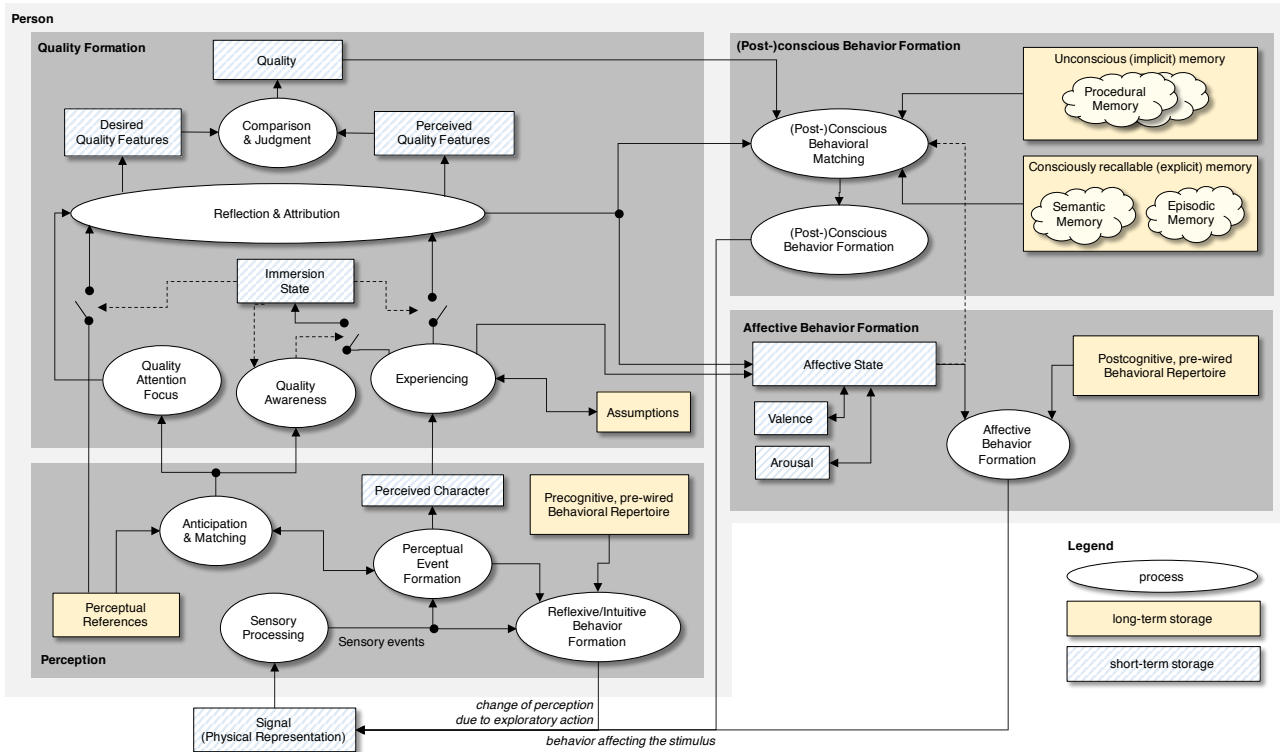 Person
Quality Formation
Quality
Desired
Quality Features
Comparison
& Judgment
Perceived
Quality Features
Reflection & Attribution
Immersion
State
Quality
Attention
Focus
Quality
Awareness
Experiencing
Assumptions
Perceived Character
Precognitive, pre-wired
Behavioral Repertoire
Anticipation
& Matching
Perceptual
Event
Formation
Perceptual
References
Sensory
Processing
Sensory events
Reflexive/Intuitive
Behavior
Formation
Perception
Signal
(Physical Representation)
change of perception
due to exploratory action
behavior affecting the stimulus
(Post-)conscious Behavior Formation
(Post-)Conscious
Behavioral
Matching
(Post-)Conscious
Behavior Formation
Unconscious (implicit) memory
Procedural
Memory
Consciously recallable (explicit) memory
Semantic
Memory
Episodic
Memory
Affective Behavior Formation
Affective State
Valence
Arousal
Postcognitive, pre-wired
Behavioral Repertoire
Affective
Behavior
Formation
Legend
process
long-term storage
short-term storage